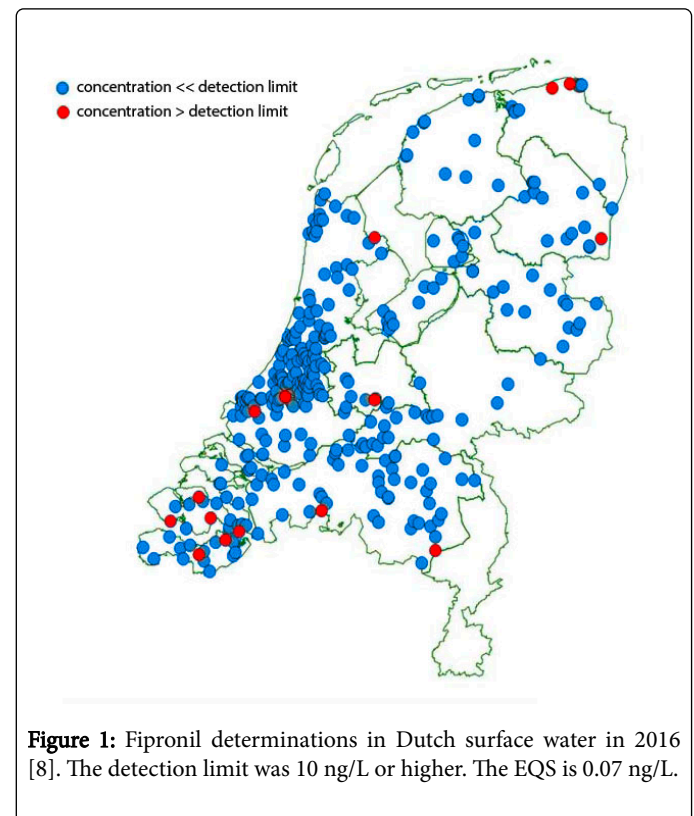 concentration << detection limit
concentration > detection limit
Figure 1: Fipronil determinations in Dutch surface water in 2016
[8]. The detection limit was 10 ng/L or higher. The EQS is 0.07 ng/L.